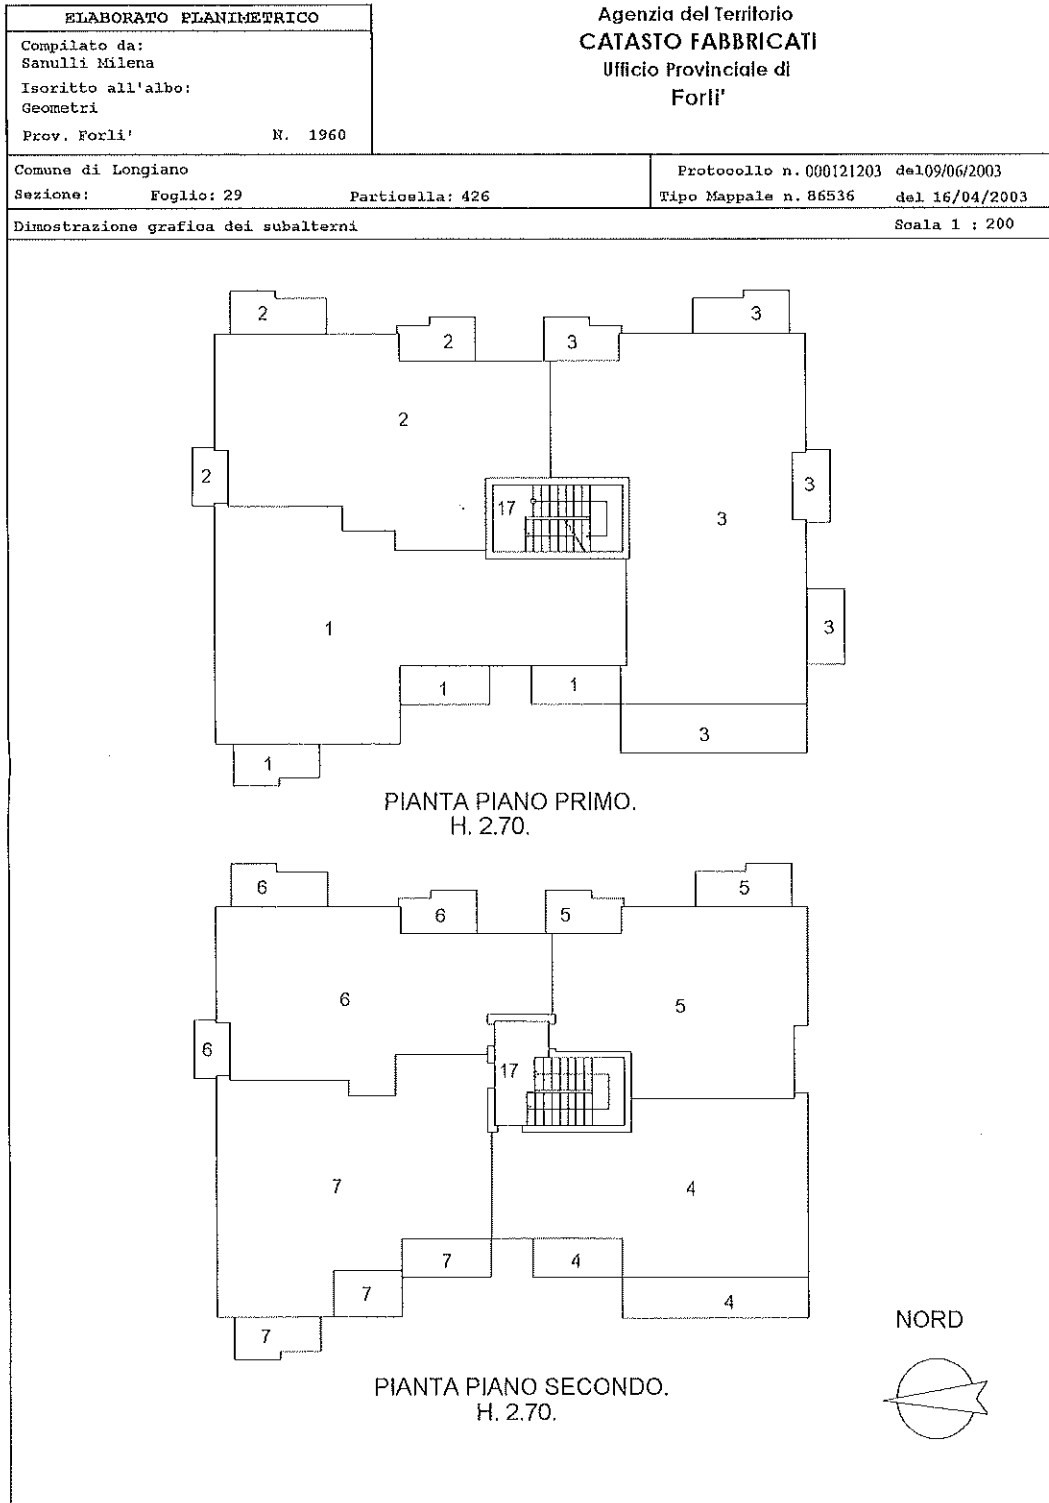 ELABORATO PLANIMETRICO
Compilato da:
Sanulli Milena
Isoritto all'albo:
Geometri
Prov. Forli' N. 1960
Agenzia del Territorio
CATASTO FABBRICATI
Ufficio Provinciale di
Forli'
Comune di Longiano
Sezione: Foglio: 29 Particella: 426
Protocollo n. 000121203 del 09/06/2003
Tipo Mappale n. 86536 del 16/04/2003
Dimostrazione grafica dei subalterni Scala 1 : 200
2
2
3
3
2
2
17
3
3
1
3
1
1
3
1
PIANTA PIANO PRIMO.
H. 2.70.
6
6
5
5
6
5
6
17
7
4
7
4
7
4
7
PIANTA PIANO SECONDO.
H. 2.70.
NORD